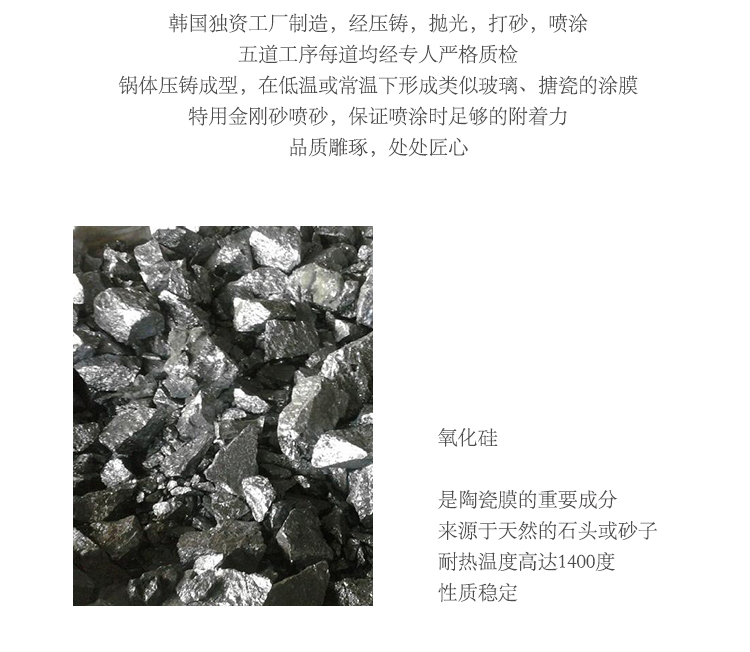 韩国独资工厂制造，经压铸，抛光，打砂，喷涂
五道工序每道均经专人严格质检
锅体压铸成型，在低温或常温下形成类似玻璃、搪瓷的涂膜
特用金刚砂喷砂，保证喷涂时足够的附着力
品质雕琢，处处匠心
氧化硅
是陶瓷膜的重要成分
来源于天然的石头或砂子
耐热温度高达1400度
性质稳定